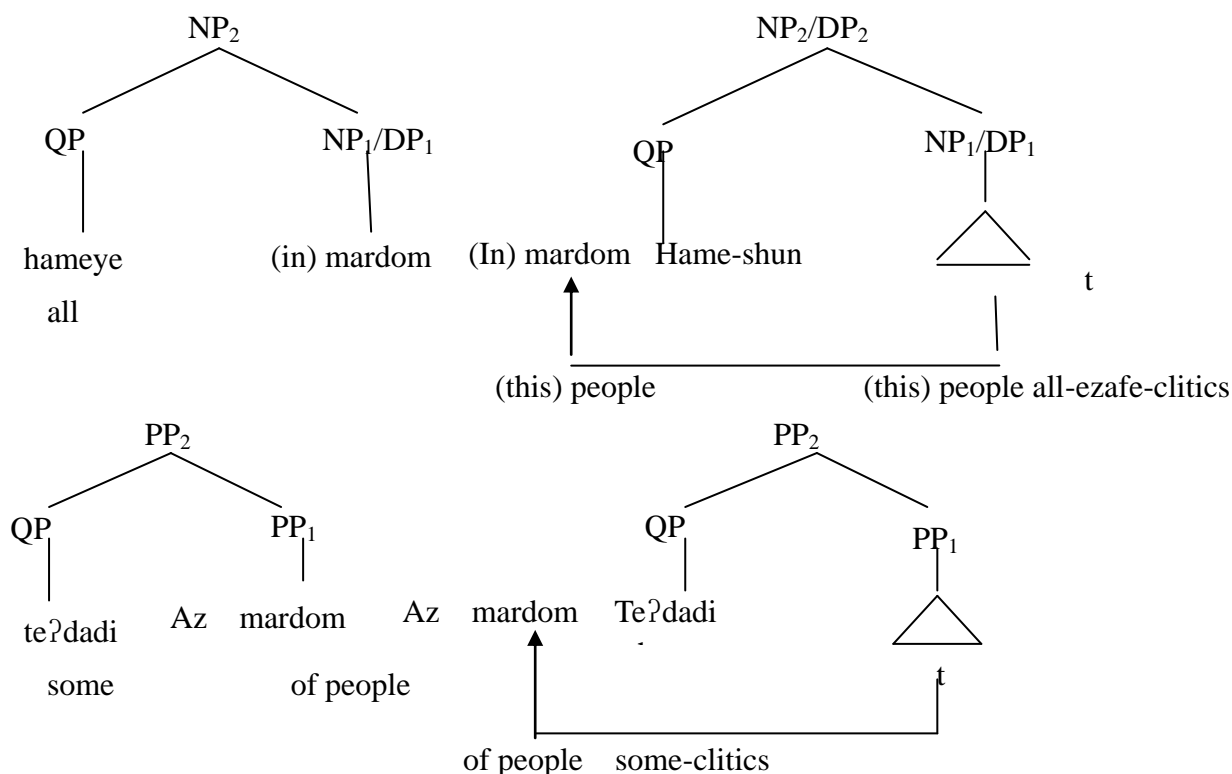 NP₂ NP₂/DP₂
QP NP₁/DP₁ QP NP₁/DP₁
hameye (in) mardom (In) mardom Hame-shun
all t
(this) people (this) people all-ezafe-clitics
PP₂ PP₂
QP PP₁ QP PP₁
teʔdadi Az mardom Az mardom Teʔdadi
some of people t
of people some-clitics